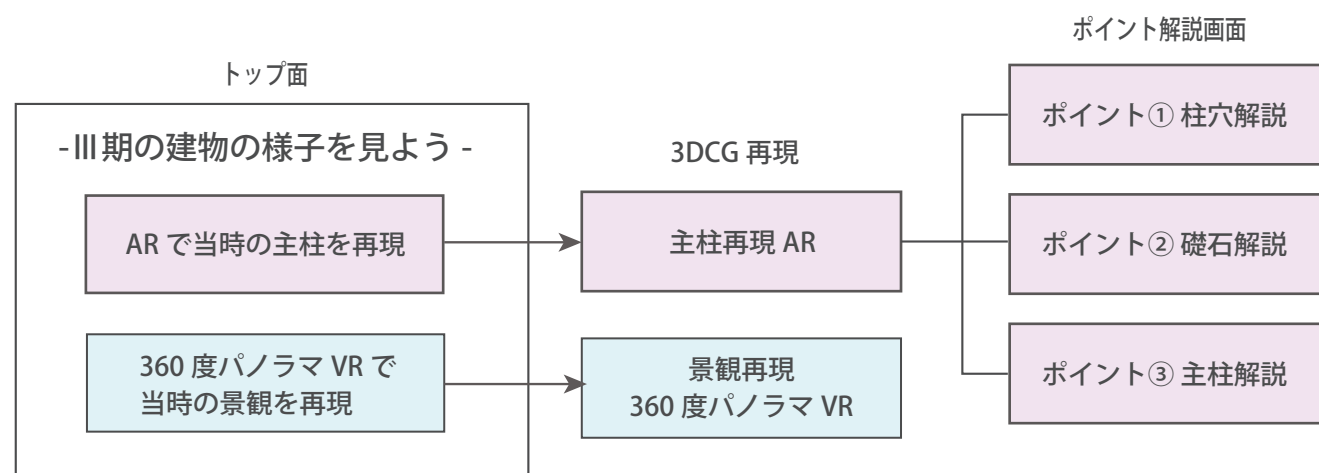 トップ面
-Ⅲ期の建物の様子を見よう -
AR で当時の主柱を再現
360 度パノラマ VR で
当時の景観を再現
3DCG 再現
主柱再現 AR
景観再現
360 度パノラマ VR
ポイント解説画面
ポイント① 柱穴解説
ポイント② 礎石解説
ポイント③ 主柱解説